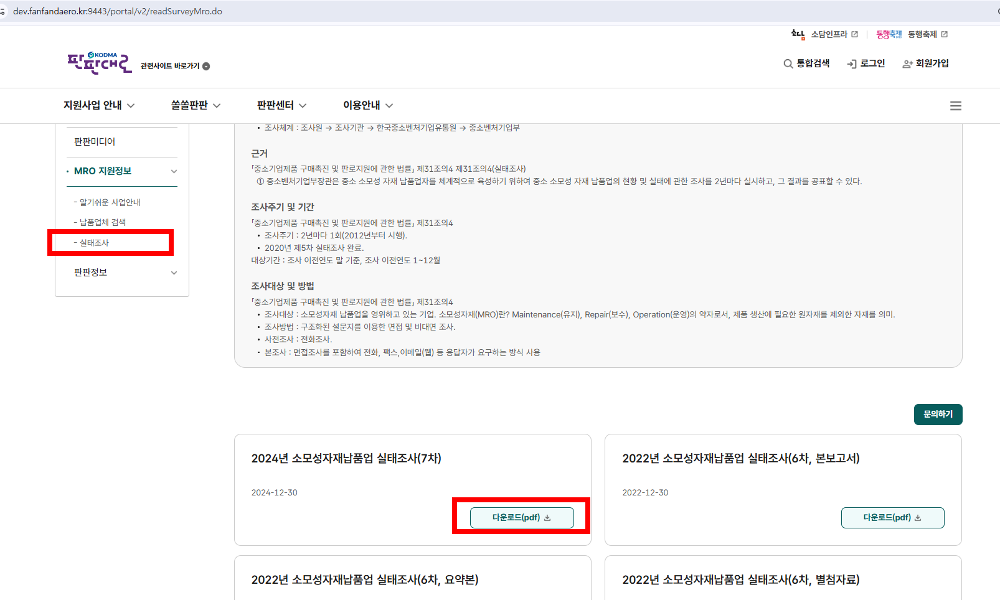 dev.fanfandaero.kr:9443/portal/v2/readSurveyMro.do
소담인프라
동행축제 동행축제
KODMA
판판대로
관련사이트 바로가기
통합검색
로그인
회원가입
지원사업 안내
쏠쏠판판
판판센터
이용안내
판판미디어
MRO 지원정보
- 알기쉬운 사업안내
- 납품업체 검색
- 실태조사
판판정보
• 조사체계 : 조사원 → 조사기관 → 한국중소벤처기업유통원 → 중소벤처기업부
근거
「중소기업제품 구매촉진 및 판로지원에 관한 법률」 제31조의4 제31조의4(실태조사)
① 중소벤처기업부장관은 중소 소모성 자재 납품업자를 체계적으로 육성하기 위하여 중소 소모성 자재 납품업의 현황 및 실태에 관한 조사를 2년마다 실시하고, 그 결과를 공표할 수 있다.
조사주기 및 기간
「중소기업제품 구매촉진 및 판로지원에 관한 법률」 제31조의4
• 조사주기 : 2년마다 1회(2012년부터 시행).
• 2020년 제5차 실태조사 완료.
대상기간 : 조사 이전연도 말 기준, 조사 이전연도 1~12월
조사대상 및 방법
「중소기업제품 구매촉진 및 판로지원에 관한 법률」 제31조의4
• 조사대상 : 소모성자재 납품업을 영위하고 있는 기업. 소모성자재(MRO)란? Maintenance(유지), Repair(보수), Operation(운영)의 약자로서, 제품 생산에 필요한 원자재를 제외한 자재를 의미.
• 조사방법 : 구조화된 설문지를 이용한 면접 및 비대면 조사.
• 사전조사 : 전화조사.
• 본조사 : 면접조사를 포함하여 전화, 팩스,이메일(웹) 등 응답자가 요구하는 방식 사용
문의하기
2024년 소모성자재납품업 실태조사(7차)
2024-12-30
다운로드(pdf)
2022년 소모성자재납품업 실태조사(6차, 본보고서)
2022-12-30
다운로드(pdf)
2022년 소모성자재납품업 실태조사(6차, 요약본)
2022년 소모성자재납품업 실태조사(6차, 별첨자료)